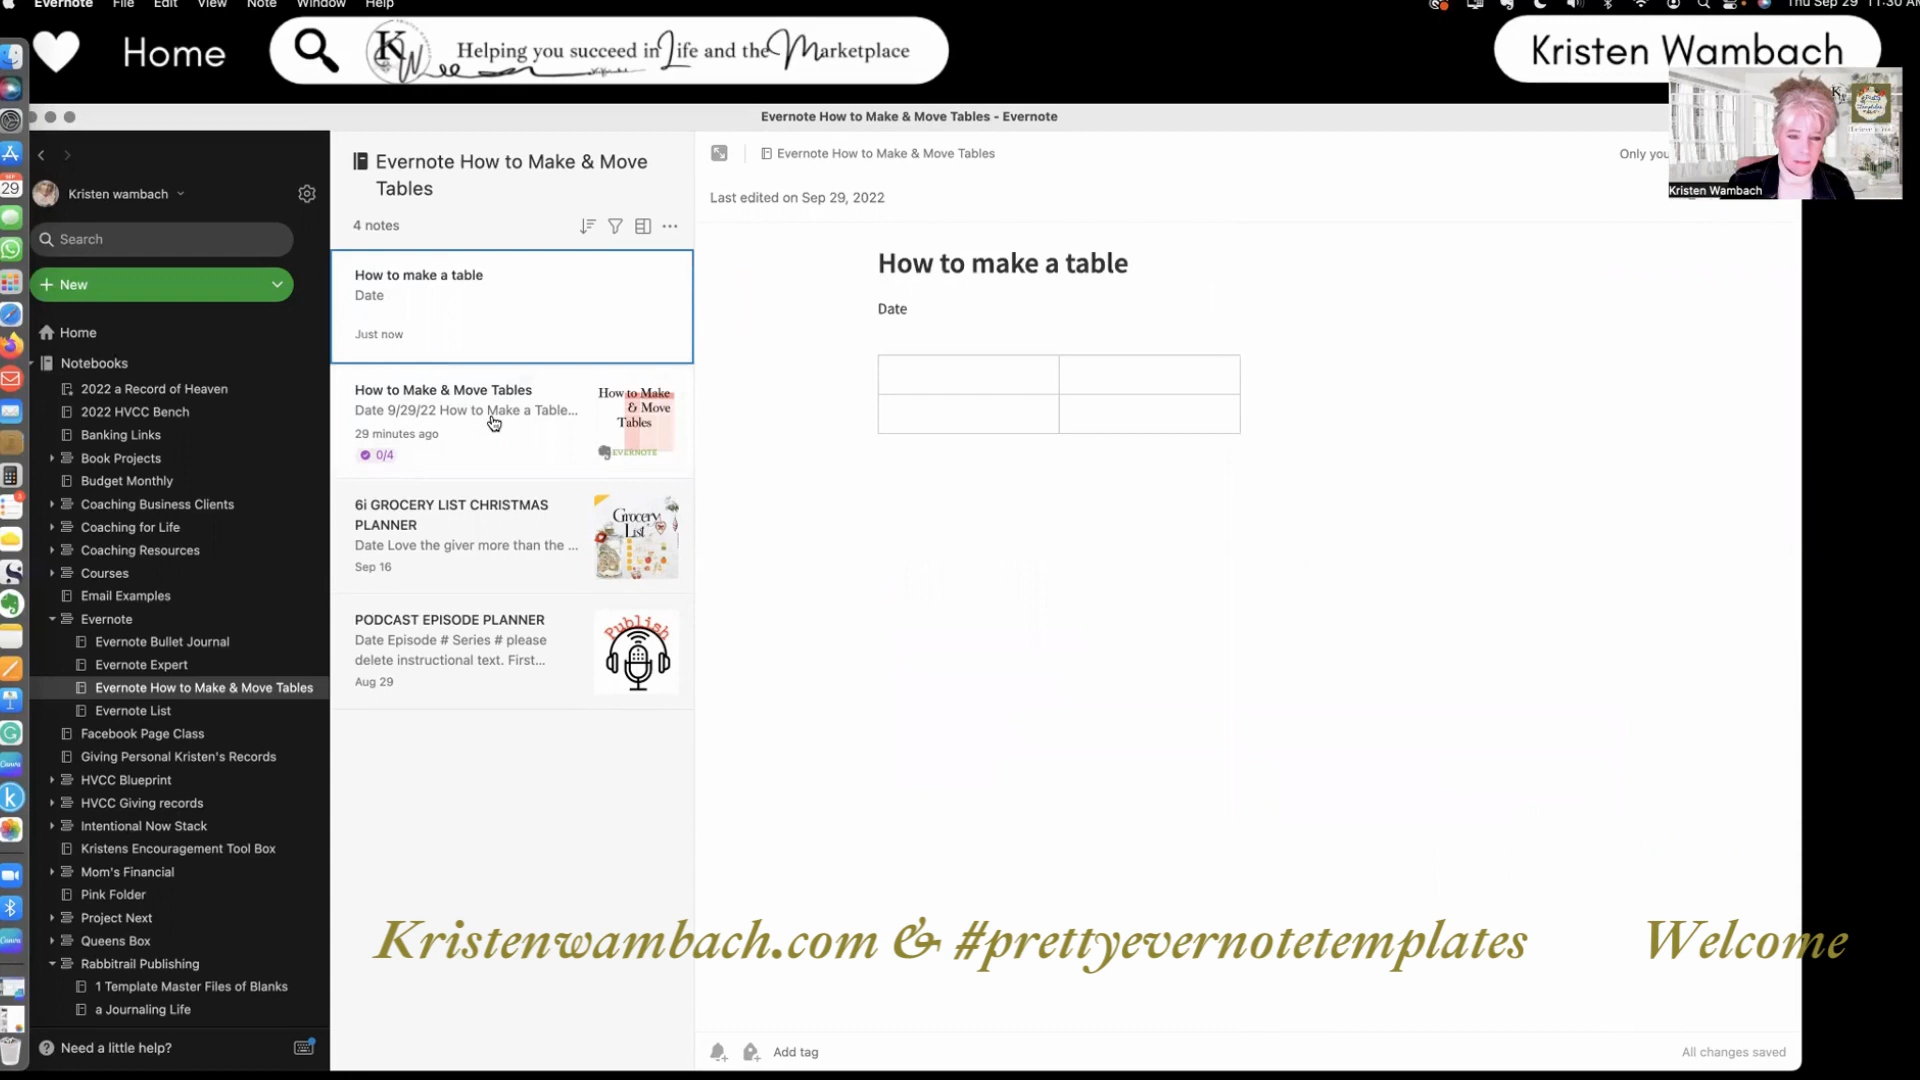 Evernote File Edit View Note Window Help
Thu Sep 29 11:30 AM
Home
KW Helping you succeed in Life and the Marketplace
Kristen Wambach
Evernote How to Make & Move Tables - Evernote
Kristen wambach
Search
New
Home
Notebooks
2022 a Record of Heaven
2022 HVCC Bench
Banking Links
Book Projects
Budget Monthly
Coaching Business Clients
Coaching for Life
Coaching Resources
Courses
Email Examples
Evernote
Evernote Bullet Journal
Evernote Expert
Evernote How to Make & Move Tables
Evernote List
Facebook Page Class
Giving Personal Kristen's Records
HVCC Blueprint
HVCC Giving records
Intentional Now Stack
Kristens Encouragement Tool Box
Mom's Financial
Pink Folder
Project Next
Queens Box
Rabbitrail Publishing
1 Template Master Files of Blanks
a Journaling Life
Need a little help?
Evernote How to Make & Move
Tables
4 notes
How to make a table
Date
Just now
How to Make & Move Tables
Date 9/29/22 How to Make a Table...
29 minutes ago
0/4
How to Make
& Move
Tables
EVERNOTE
6i GROCERY LIST CHRISTMAS
PLANNER
Date Love the giver more than the ...
Sep 16
Grocery
List
PODCAST EPISODE PLANNER
Date Episode # Series # please
delete instructional text. First...
Aug 29
Publish
Evernote How to Make & Move Tables
Only you
Last edited on Sep 29, 2022
Kristen Wambach
How to make a table
Date
Kristenwambach.com & #prettyevernotetemplates Welcome
Add tag
All changes saved